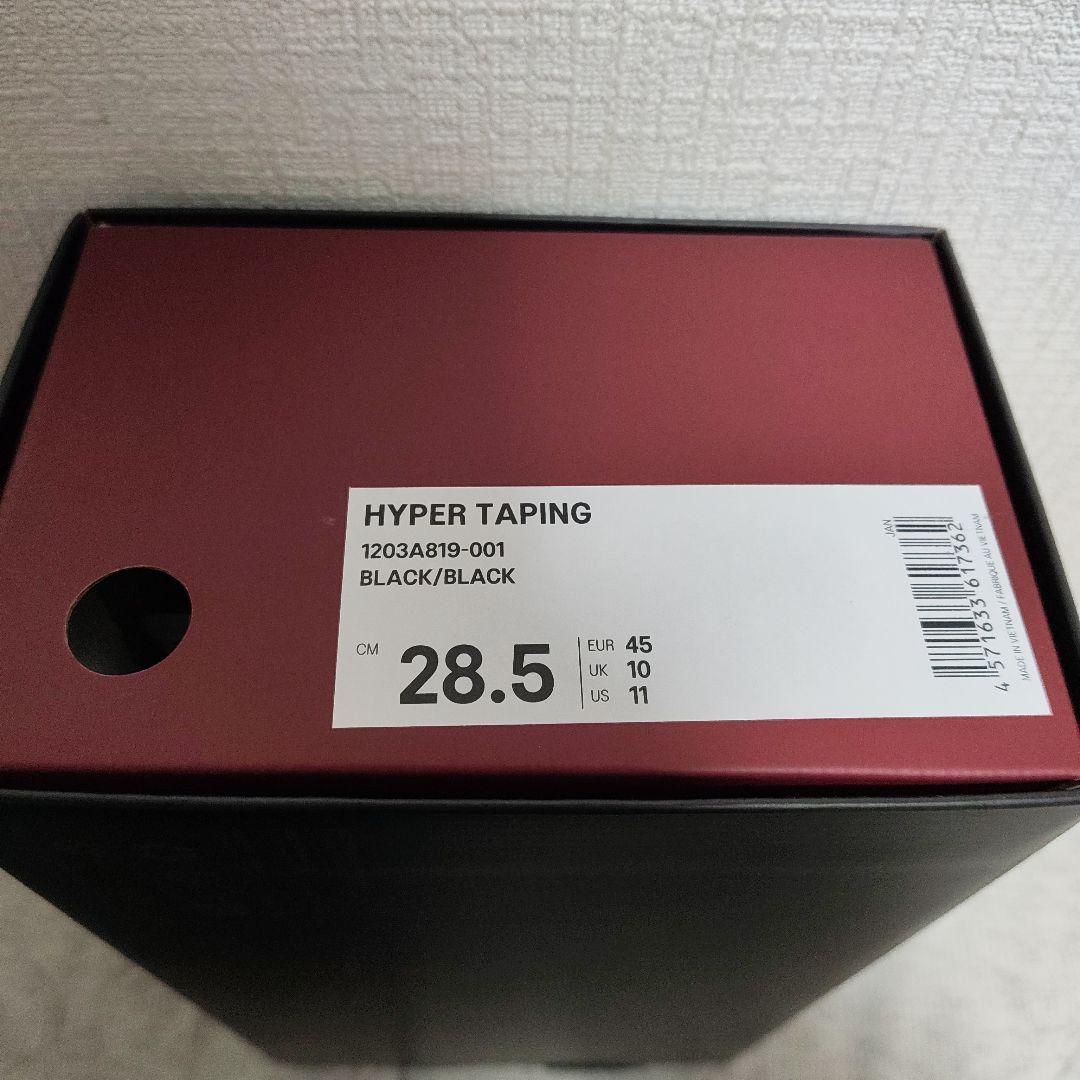 HYPER TAPING
1203A819-001
BLACK/BLACK
CM 28.5
EUR 45
UK 10
US 11
JAN
4 571633 617362
MADE IN VIETNAM / FABRIQUE AU VIETNAM